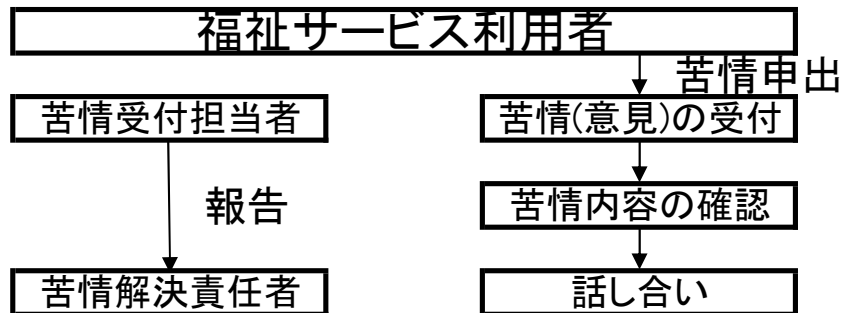 福祉サービス利用者
苦情申出
苦情受付担当者
苦情(意見)の受付
報告
苦情内容の確認
苦情解決責任者
話し合い